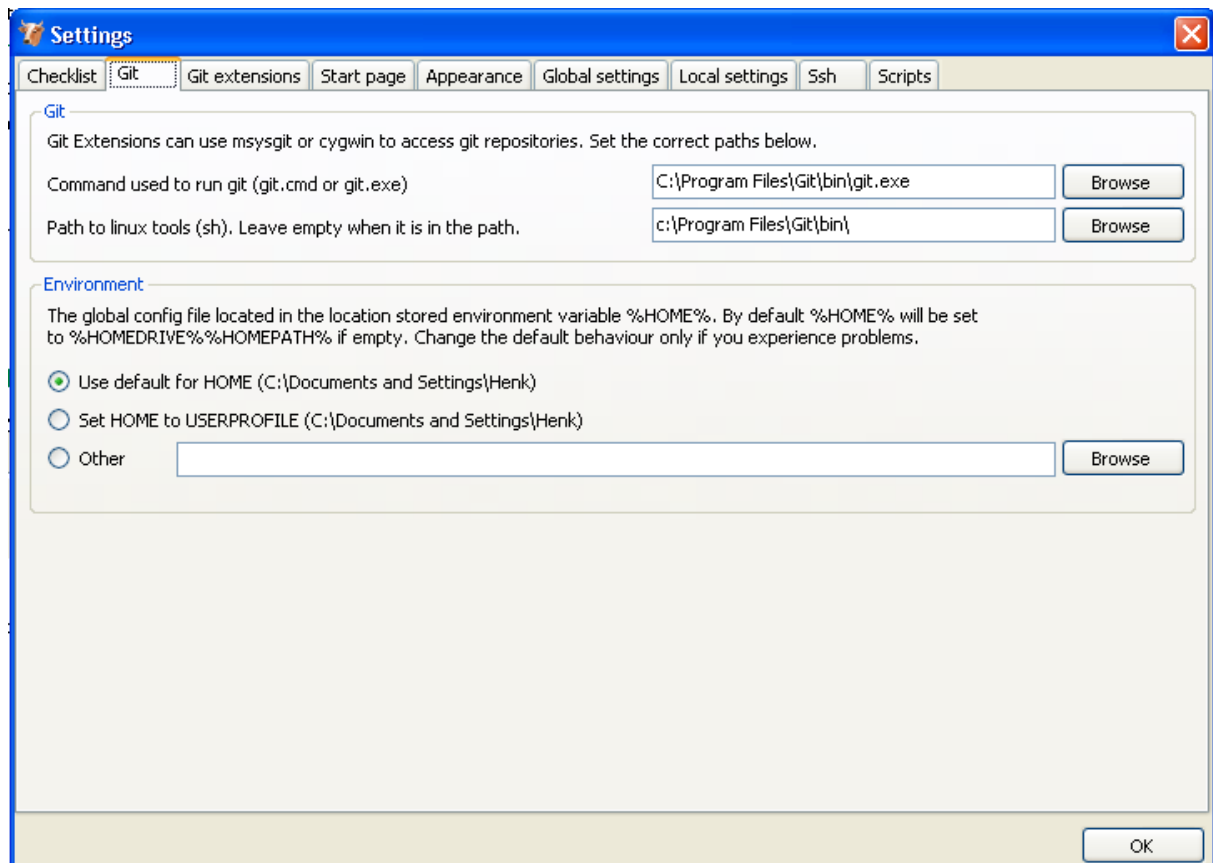 Settings
Checklist Git Git extensions Start page Appearance Global settings Local settings Ssh Scripts
Git
Git Extensions can use msysgit or cygwin to access git repositories. Set the correct paths below.
Command used to run git (git.cmd or git.exe) C:\Program Files\Git\bin\git.exe Browse
Path to linux tools (sh). Leave empty when it is in the path. c:\Program Files\Git\bin\ Browse
Environment
The global config file located in the location stored environment variable %HOME%. By default %HOME% will be set
to %HOMEDRIVE%%HOMEPATH% if empty. Change the default behaviour only if you experience problems.
Use default for HOME (C:\Documents and Settings\Henk)
Set HOME to USERPROFILE (C:\Documents and Settings\Henk)
Other Browse
OK